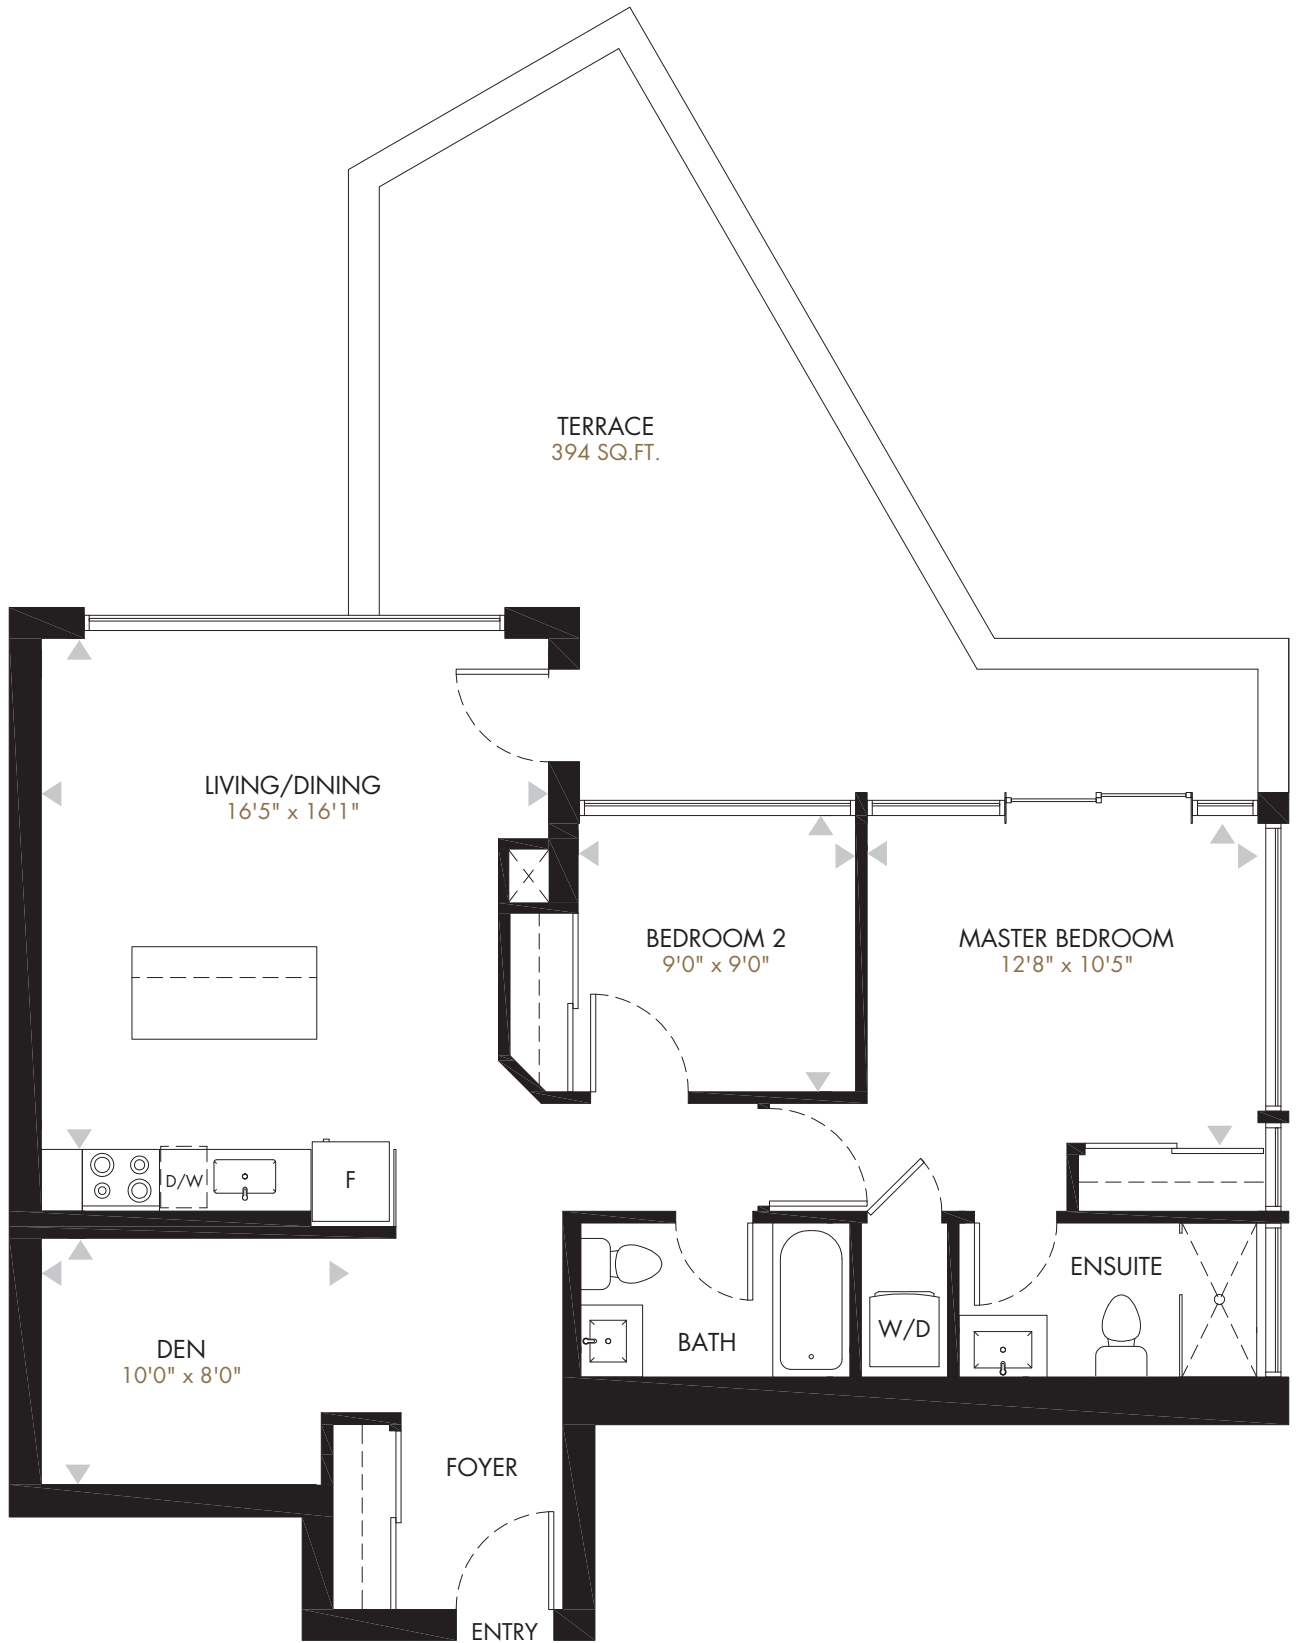 TERRACE
394 SQ.FT.
LIVING/DINING
16'5" x 16'1"
X
BEDROOM 2
9'0" x 9'0"
MASTER BEDROOM
12'8" x 10'5"
D/W
F
ENSUITE
DEN
10'0" x 8'0"
BATH
W/D
FOYER
ENTRY